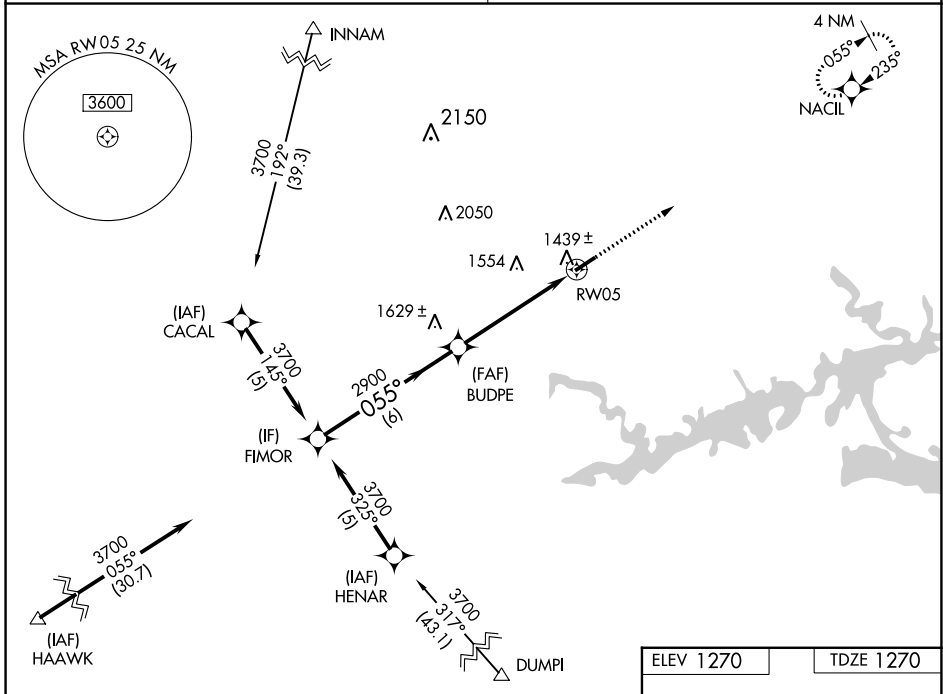 MSA RW05 25 NM
3600
INNAM
3700
192°
(39.3)
2150
2050
1554
1439 ±
RW05
4 NM
055°
235°
NACIL
(IAF)
CACAL
3700
145°
(5)
1629 ±
2900
055°
(6)
(FAF)
BUDPE
(IF)
FIMOR
3700
325°
(5)
(IAF)
HENAR
3700
055°
(30.7)
(IAF)
HAAWK
3700
317°
(43.1)
DUMPI
ELEV 1270
TDZE 1270